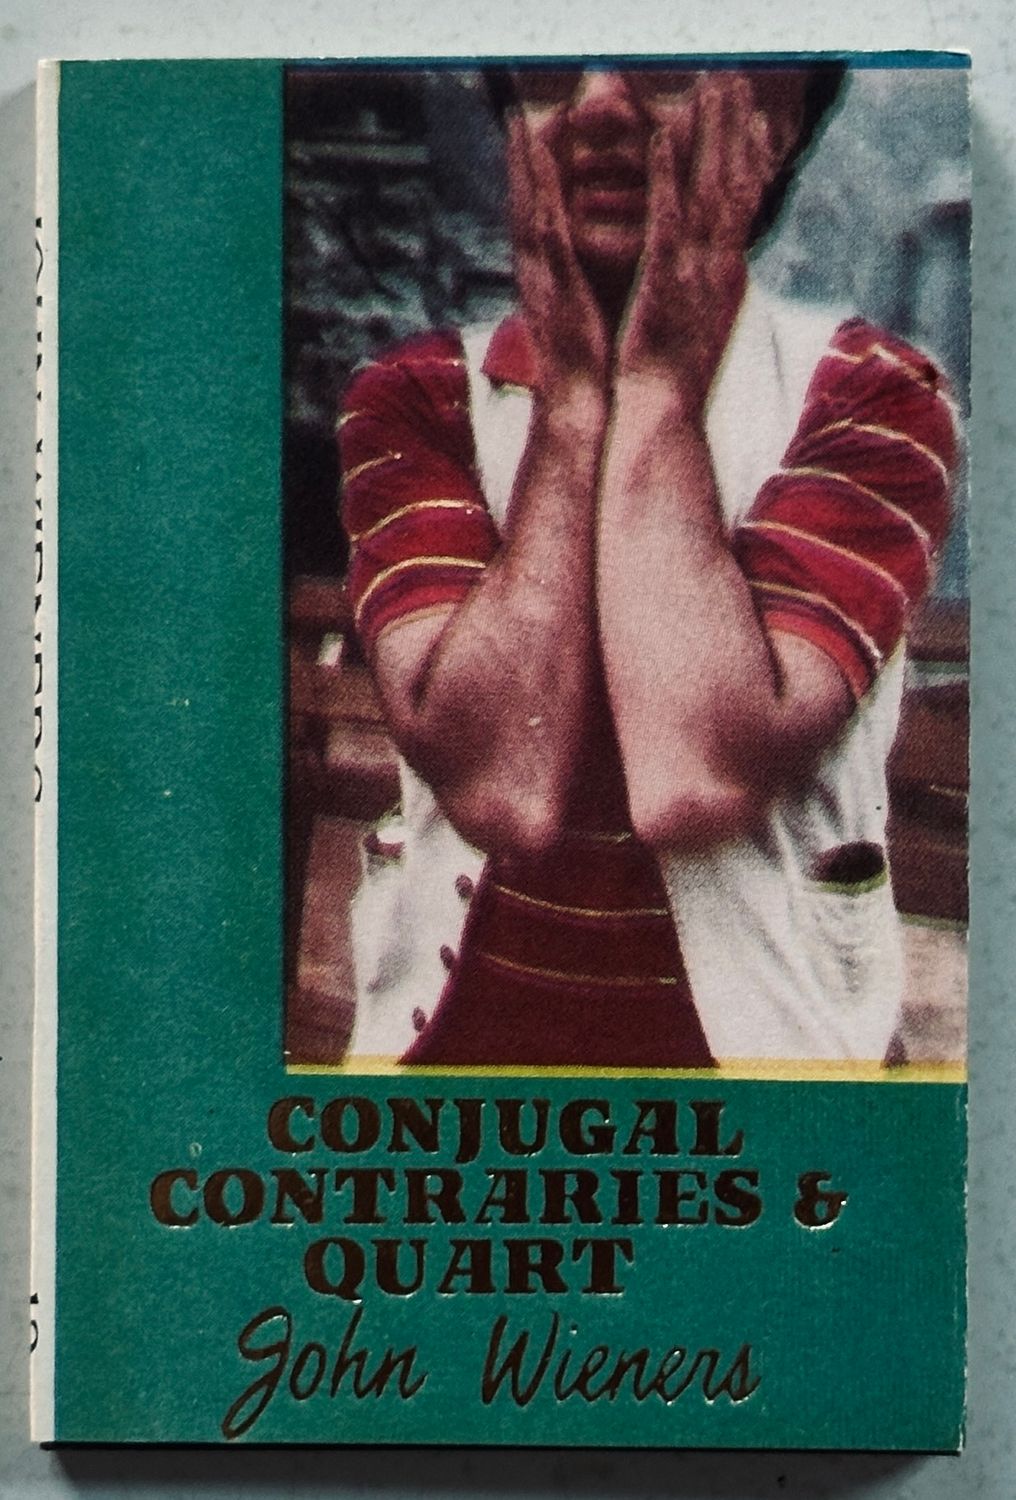 CONJUGAL
CONTRARIES &
QUART
John Wieners